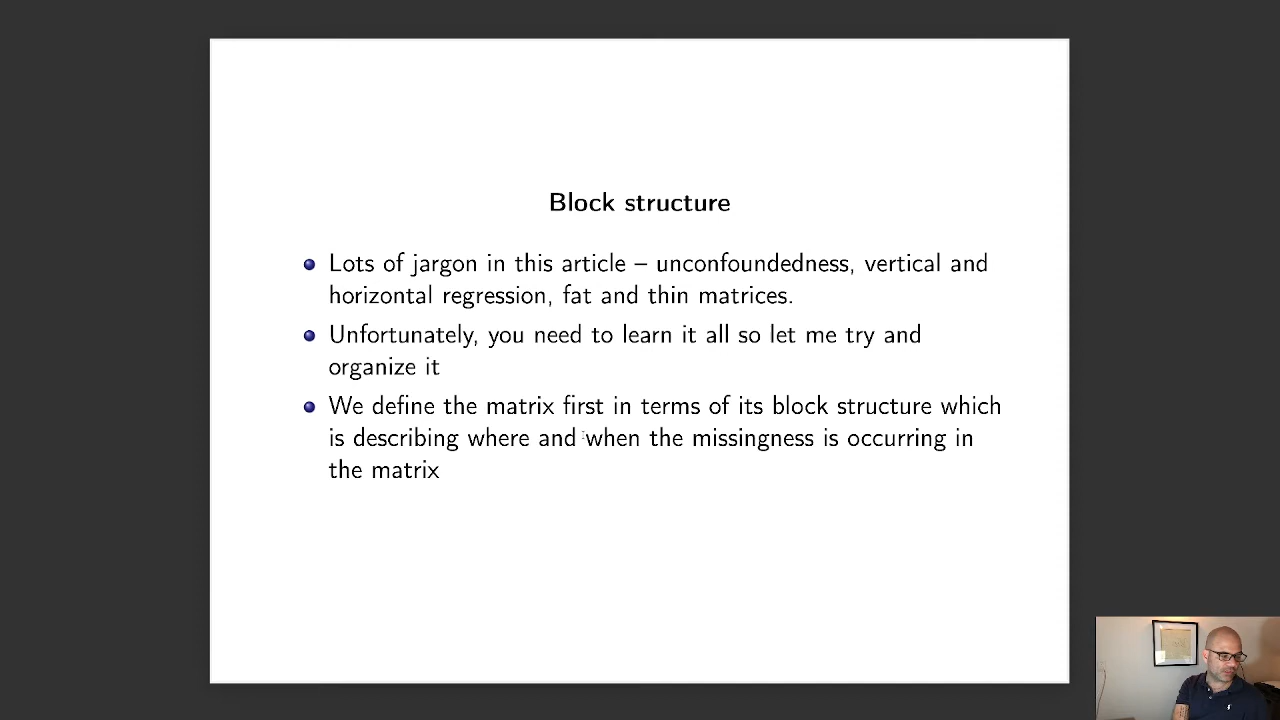 Block structure
Lots of jargon in this article – unconfoundedness, vertical and
horizontal regression, fat and thin matrices.
Unfortunately, you need to learn it all so let me try and
organize it
We define the matrix first in terms of its block structure which
is describing where and when the missingness is occurring in
the matrix